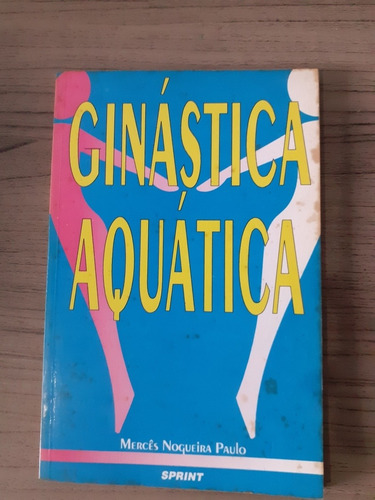 GINÁSTICA
AQUÁTICA
MERCÊS NOGUEIRA PAULO
SPRINT